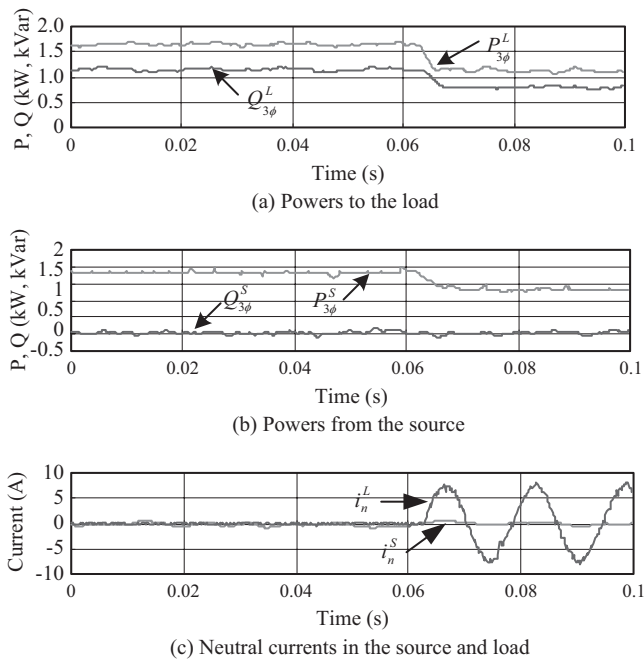 P, Q (kW, kVar)
2.0
1.5
1.0
0.5
0
P^L_{3ϕ}
Q^L_{3ϕ}
0 0.02 0.04 0.06 0.08 0.1
Time (s)
(a) Powers to the load
P, Q (kW, kVar)
2
1.5
1
0.5
0
-0.5
Q^S_{3ϕ}
P^S_{3ϕ}
0 0.02 0.04 0.06 0.08 0.1
Time (s)
(b) Powers from the source
Current (A)
10
5
0
-5
-10
i^L_n
i^S_n
0 0.02 0.04 0.06 0.08 0.1
Time (s)
(c) Neutral currents in the source and load